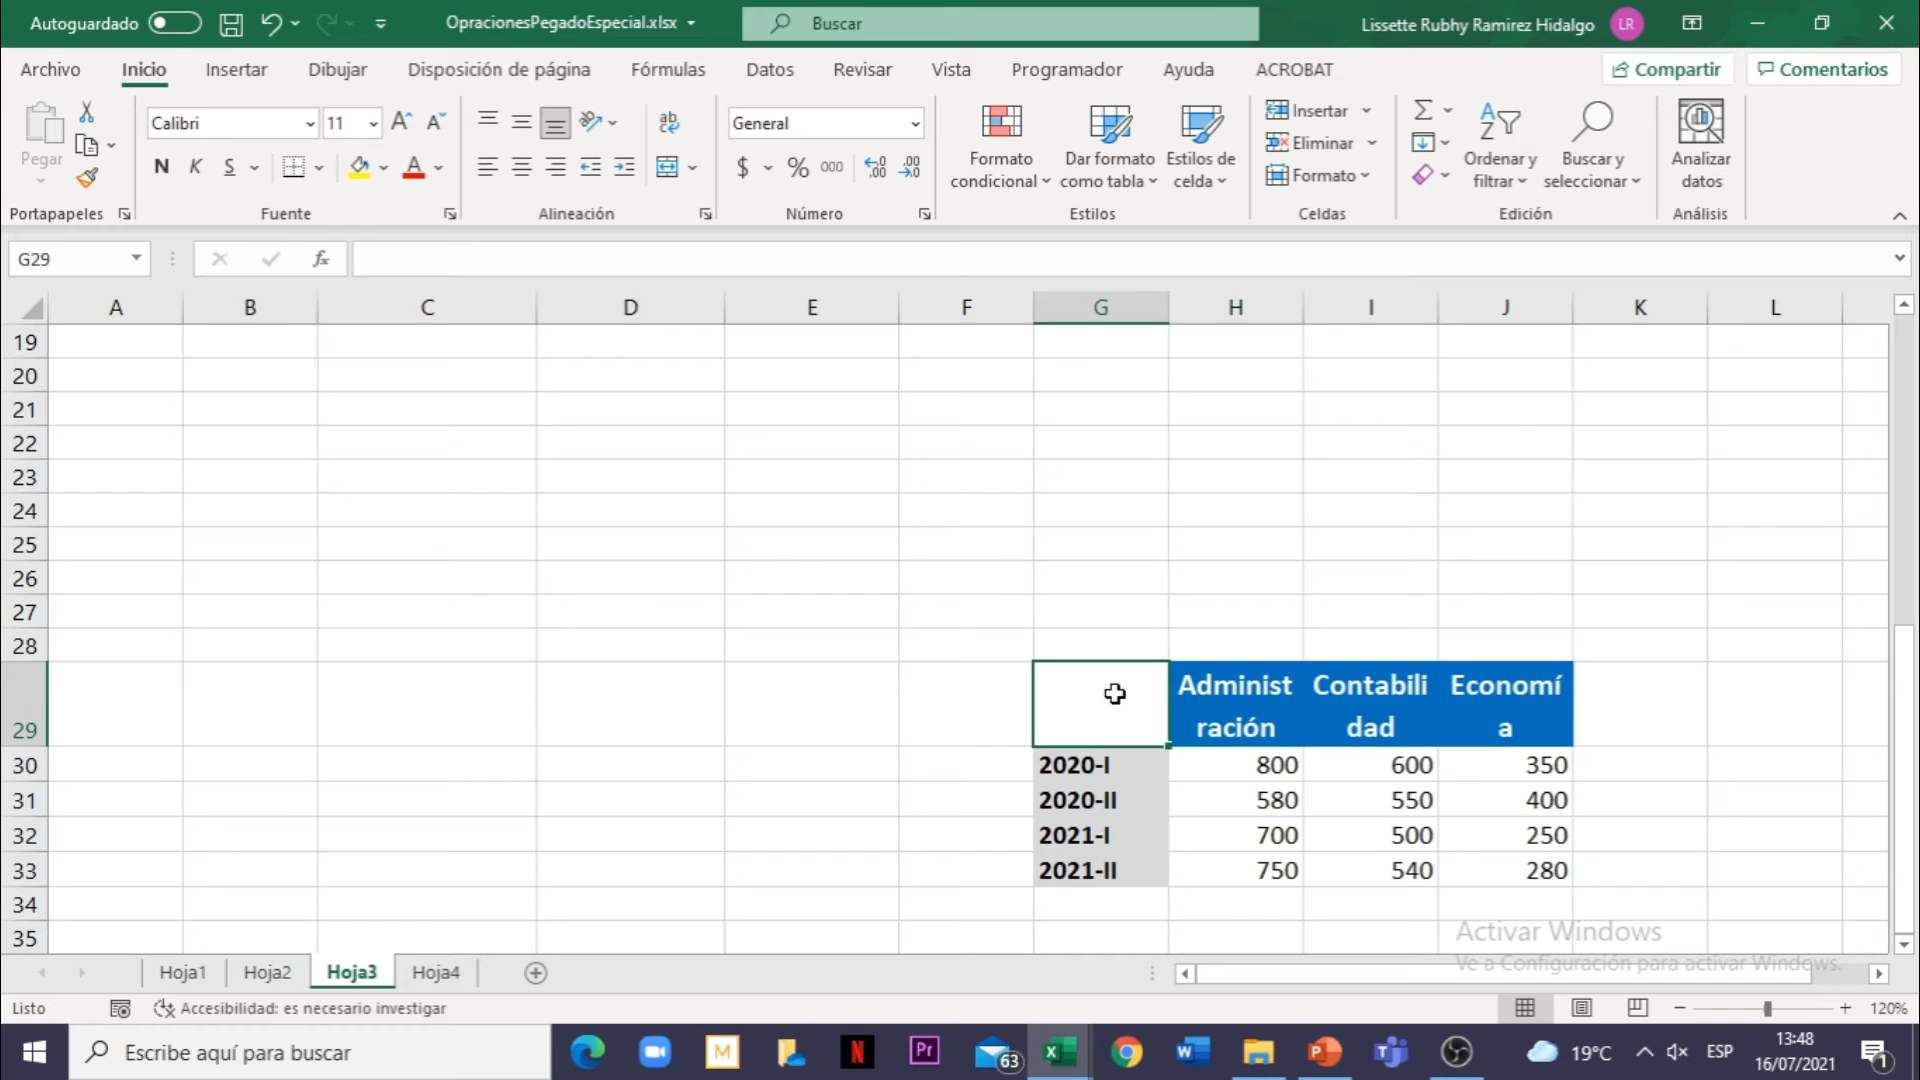 Autoguardado OpracionesPegadoEspecial.xlsx Buscar Lissette Rubhy Ramirez Hidalgo LR
Archivo Inicio Insertar Dibujar Disposición de página Fórmulas Datos Revisar Vista Programador Ayuda ACROBAT Compartir Comentarios
Pegar Calibri 11 General Formato condicional Dar formato como tabla Estilos de celda Insertar Eliminar Formato Ordenar y filtrar Buscar y seleccionar Analizar datos
N K S $ % 000
Portapapeles Fuente Alineación Número Estilos Celdas Edición Análisis
G29 fx
A B C D E F G H I J K L
19
20
21
22
23
24
25
26
27
28
Administ Contabili Economí
29 ración dad a
30 2020-I 800 600 350
31 2020-II 580 550 400
32 2021-I 700 500 250
33 2021-II 750 540 280
34
35
Activar Windows
Ve a Configuración para activar Windows.
Hoja1 Hoja2 Hoja3 Hoja4
Listo Accesibilidad: es necesario investigar 120%
Escribe aquí para buscar M N Pr 63 19°C ESP 13:48
16/07/2021 1